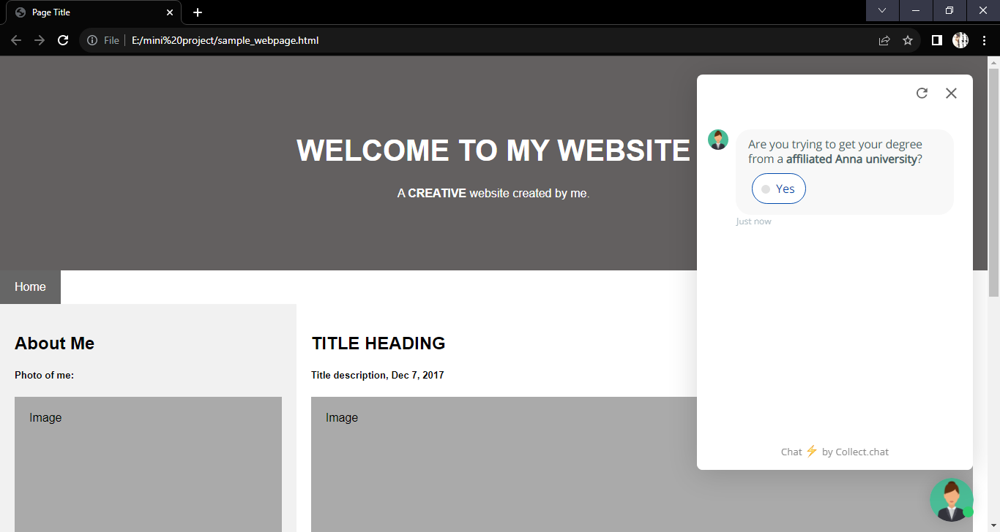 Page Title
File
E:/mini%20project/sample_webpage.html
WELCOME TO MY WEBSITE
A CREATIVE website created by me.
Home
About Me
Photo of me:
Image
TITLE HEADING
Title description, Dec 7, 2017
Image
Are you trying to get your degree
from a affiliated Anna university?
Yes
Just now
Chat ⚡ by Collect.chat